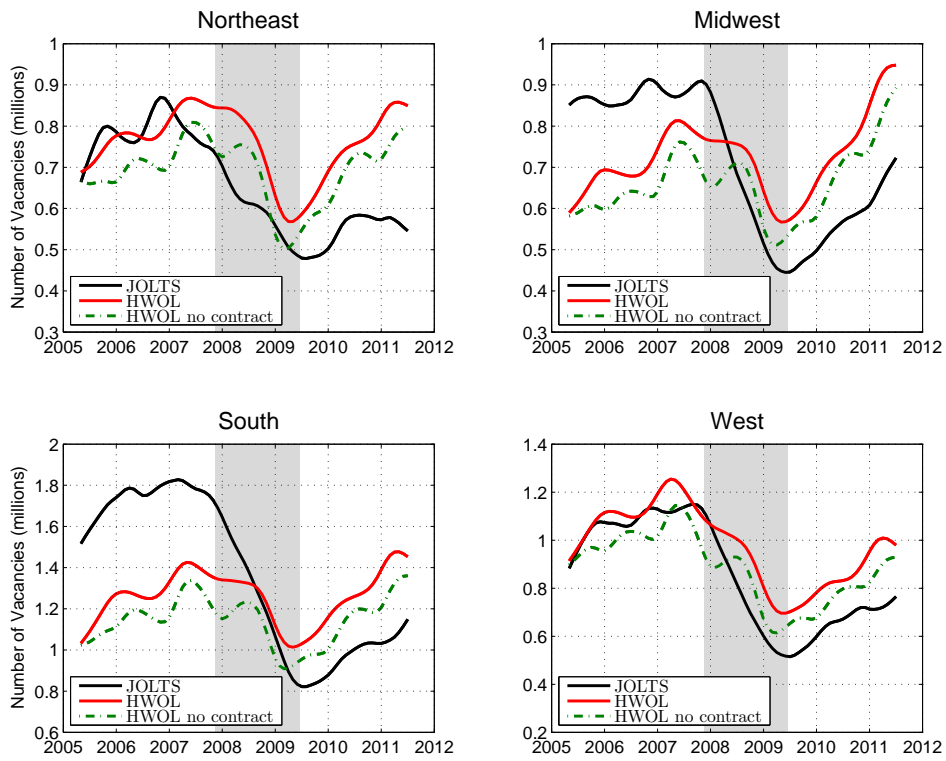 Northeast
Number of Vacancies (millions)
1
0.9
0.8
0.7
0.6
0.5
0.4
0.3
JOLTS
HWOL
HWOL no contract
2005 2006 2007 2008 2009 2010 2011 2012
Midwest
1
0.9
0.8
0.7
0.6
0.5
0.4
0.3
JOLTS
HWOL
HWOL no contract
2005 2006 2007 2008 2009 2010 2011 2012
South
Number of Vacancies (millions)
2
1.8
1.6
1.4
1.2
1
0.8
0.6
JOLTS
HWOL
HWOL no contract
2005 2006 2007 2008 2009 2010 2011 2012
West
1.4
1.2
1
0.8
0.6
0.4
0.2
JOLTS
HWOL
HWOL no contract
2005 2006 2007 2008 2009 2010 2011 2012